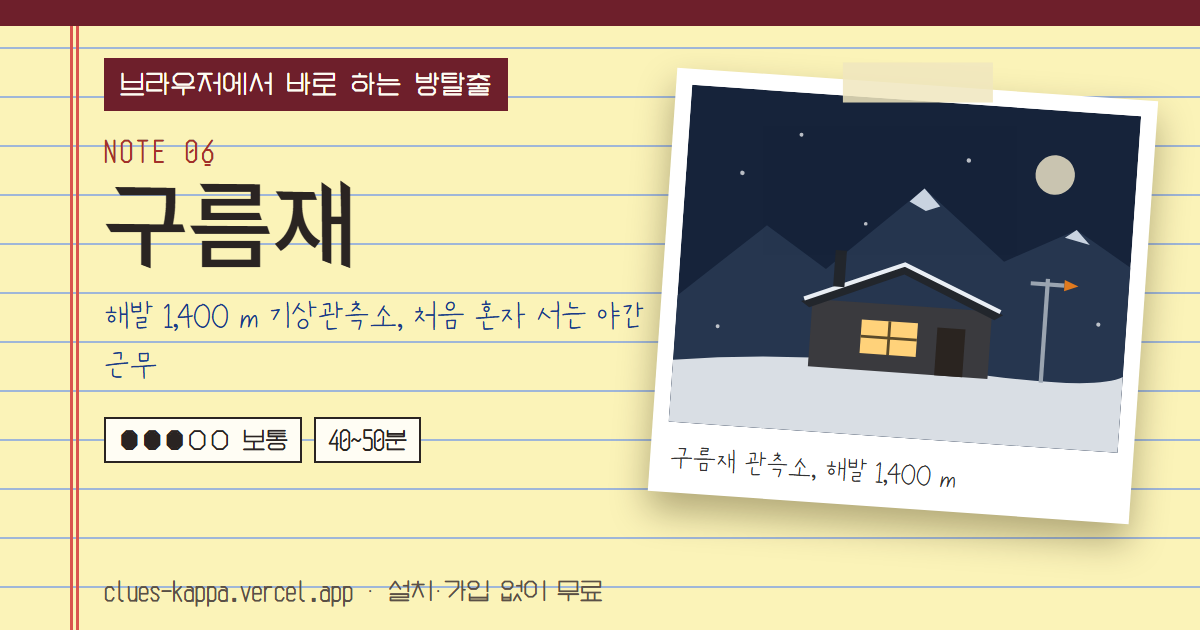 브라우저에서 바로 하는 방탈출
NOTE 06
구름재
해발 1,400 m 기상관측소, 처음 혼자 서는 야간
근무
●●●○○ 보통
40~50분
구름재 관측소, 해발 1,400 m
clues-kappa.vercel.app · 설치·가입 없이 무료